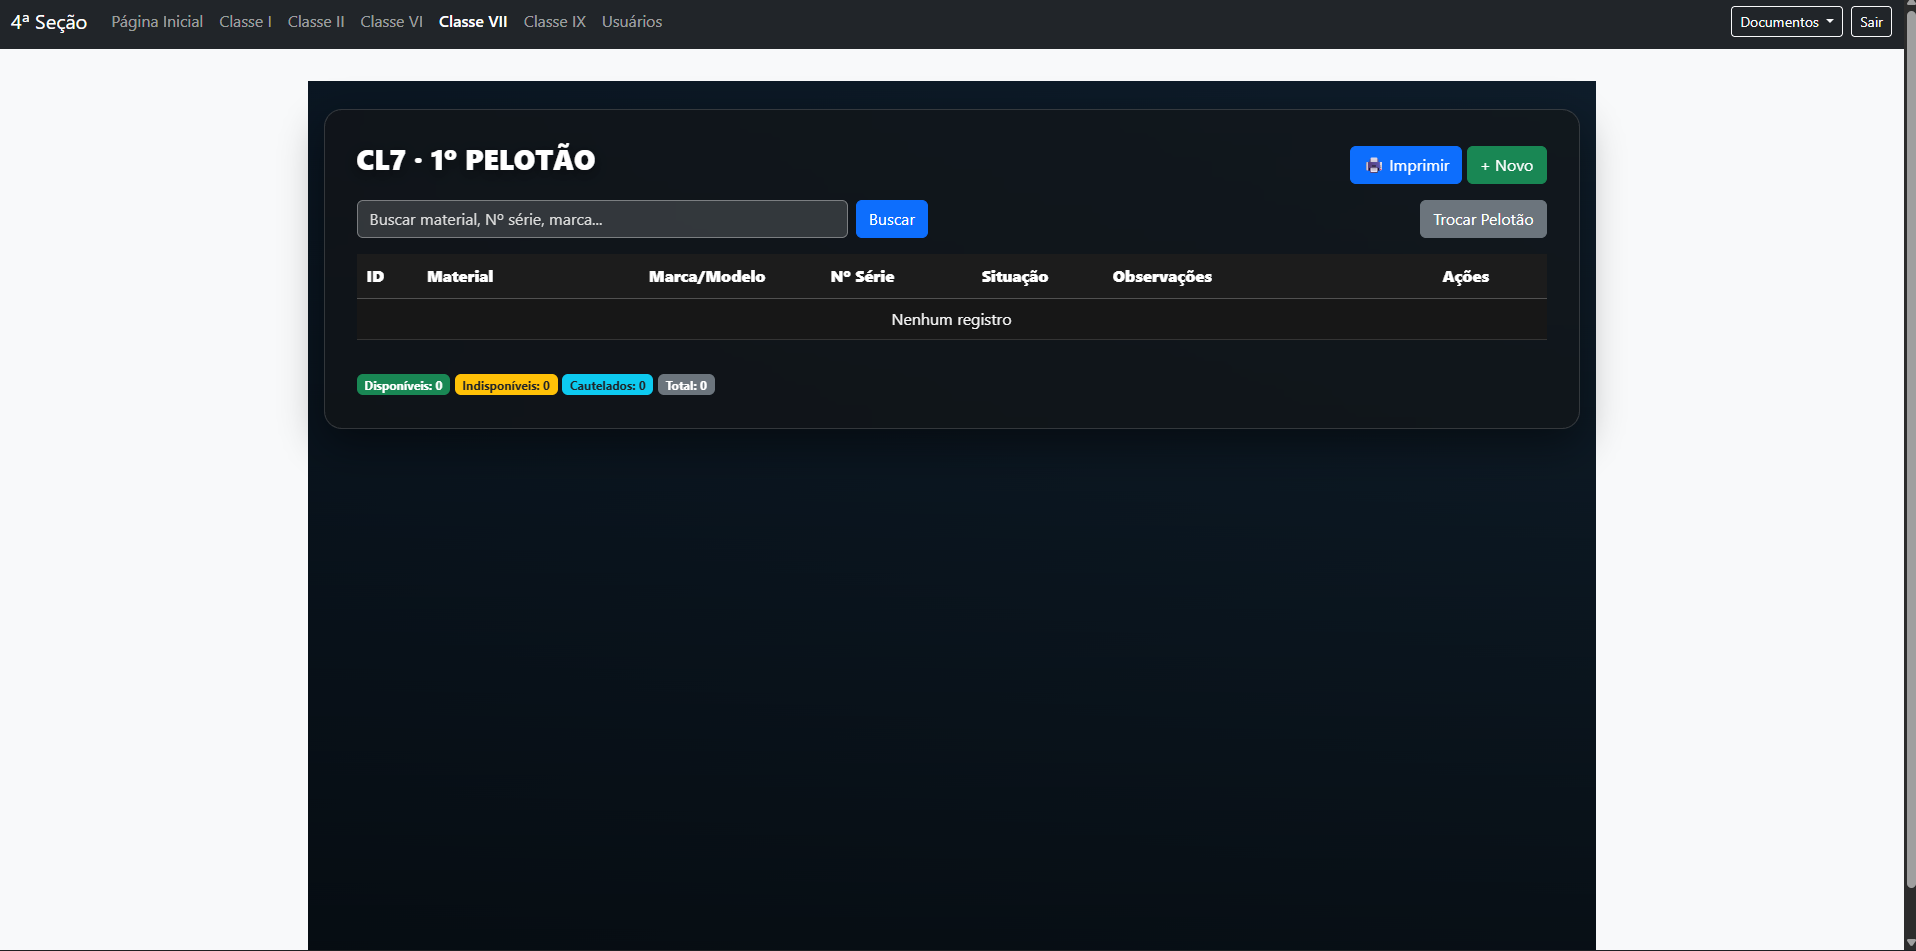 4ª Seção Página Inicial Classe I Classe II Classe VI Classe VII Classe IX Usuários Documentos Sair
CL7 · 1º PELOTÃO
Imprimir + Novo
Buscar material, Nº série, marca... Buscar Trocar Pelotão
ID Material Marca/Modelo Nº Série Situação Observações Ações
Nenhum registro
Disponíveis: 0 Indisponíveis: 0 Cautelados: 0 Total: 0